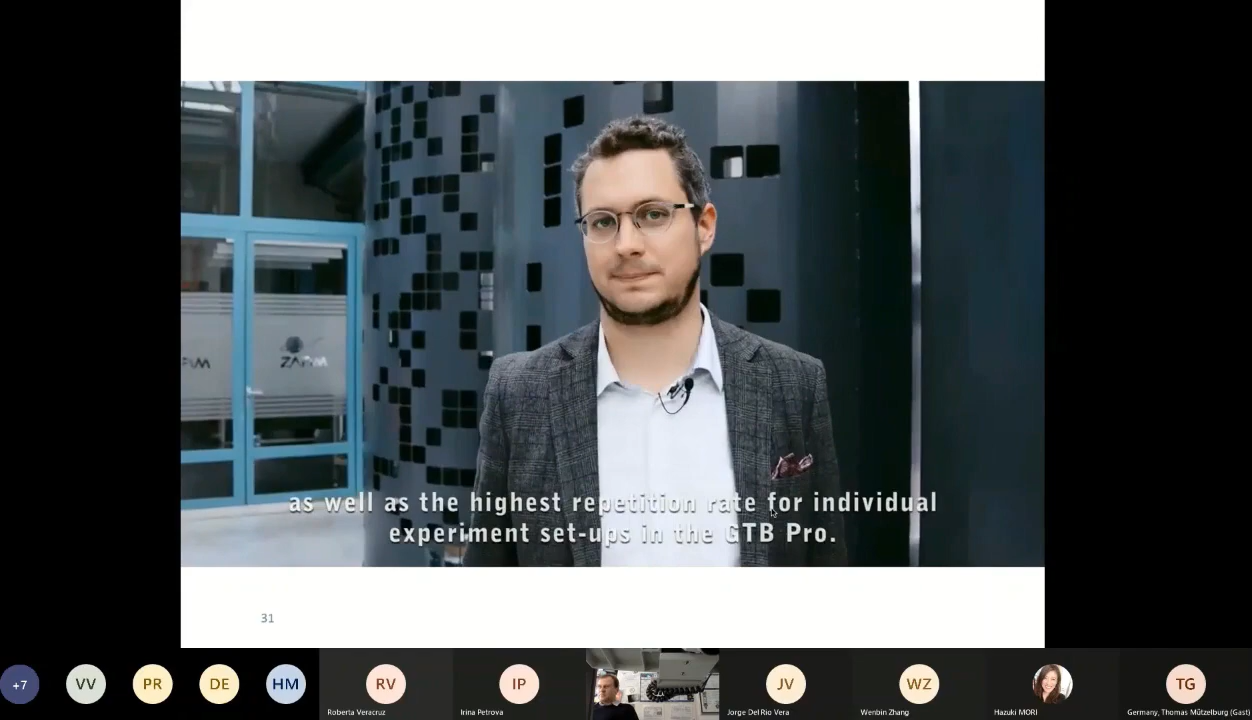 ZARM
as well as the highest repetition rate for individual
experiment set-ups in the GTB Pro.
31
+7
VV
PR
DE
HM
RV
IP
JV
WZ
TG
Roberta Veracruz
Irina Petrova
Jorge Del Rio Vera
Wenbin Zhang
Hazuki MORI
Germany, Thomas Mützelburg (Gast)